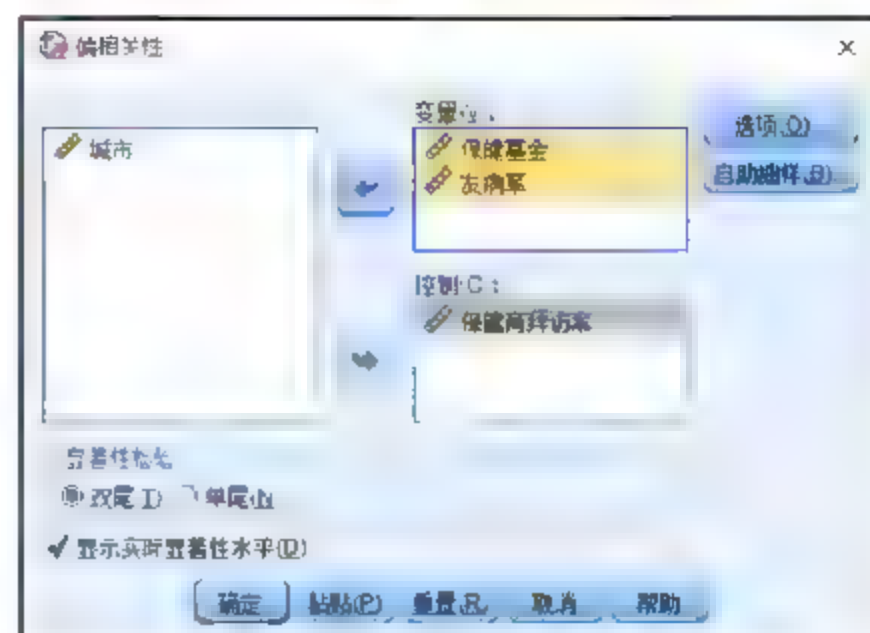 偏相关性
变量(V):
城市
保健基金
发病率
选项(O)
自助抽样(B)
控制(C):
保健商拜访率
显著性检验
双尾(T) 单尾(N)
显示实际显著性水平(D)
确定 粘贴(P) 重置(R) 取消 帮助